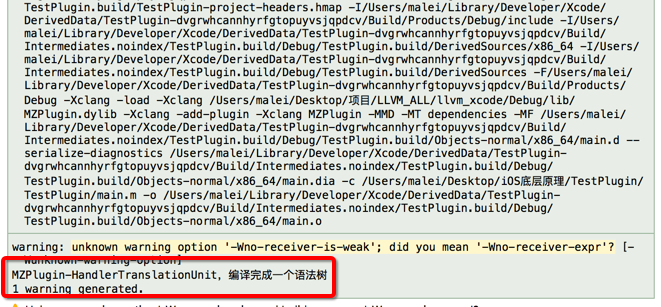 TestPlugin.build/TestPlugin-project-headers.hmap -I/Users/malei/Library/Developer/Xcode/
DerivedData/TestPlugin-dvgrwhcannhyrfgtopuyvsjqpdcv/Build/Products/Debug/include -I/Users/
malei/Library/Developer/Xcode/DerivedData/TestPlugin-dvgrwhcannhyrfgtopuyvsjqpdcv/Build/
Intermediates.noindex/TestPlugin.build/Debug/TestPlugin.build/DerivedSources/x86_64 -I/Users/
malei/Library/Developer/Xcode/DerivedData/TestPlugin-dvgrwhcannhyrfgtopuyvsjqpdcv/Build/
Intermediates.noindex/TestPlugin.build/Debug/TestPlugin.build/DerivedSources -F/Users/malei/
Library/Developer/Xcode/DerivedData/TestPlugin-dvgrwhcannhyrfgtopuyvsjqpdcv/Build/Products/
Debug -Xclang -load -Xclang /Users/malei/Desktop/项目/LLVM_ALL/llvm_xcode/Debug/lib/
MZPlugin.dylib -Xclang -add-plugin -Xclang MZPlugin -MMD -MT dependencies -MF /Users/malei/
Library/Developer/Xcode/DerivedData/TestPlugin-dvgrwhcannhyrfgtopuyvsjqpdcv/Build/
Intermediates.noindex/TestPlugin.build/Debug/TestPlugin.build/Objects-normal/x86_64/main.d --
serialize-diagnostics /Users/malei/Library/Developer/Xcode/DerivedData/TestPlugin-
dvgrwhcannhyrfgtopuyvsjqpdcv/Build/Intermediates.noindex/TestPlugin.build/Debug/
TestPlugin.build/Objects-normal/x86_64/main.dia -c /Users/malei/Desktop/iOS底层原理/TestPlugin/
TestPlugin/main.m -o /Users/malei/Library/Developer/Xcode/DerivedData/TestPlugin-
dvgrwhcannhyrfgtopuyvsjqpdcv/Build/Intermediates.noindex/TestPlugin.build/Debug/
TestPlugin.build/Objects-normal/x86_64/main.o
warning: unknown warning option '-Wno-receiver-is-weak'; did you mean '-Wno-receiver-expr'? [-
Wunknown-warning-option]
MZPlugin-HandlerTranslationUnit，编译完成一个语法树
1 warning generated.